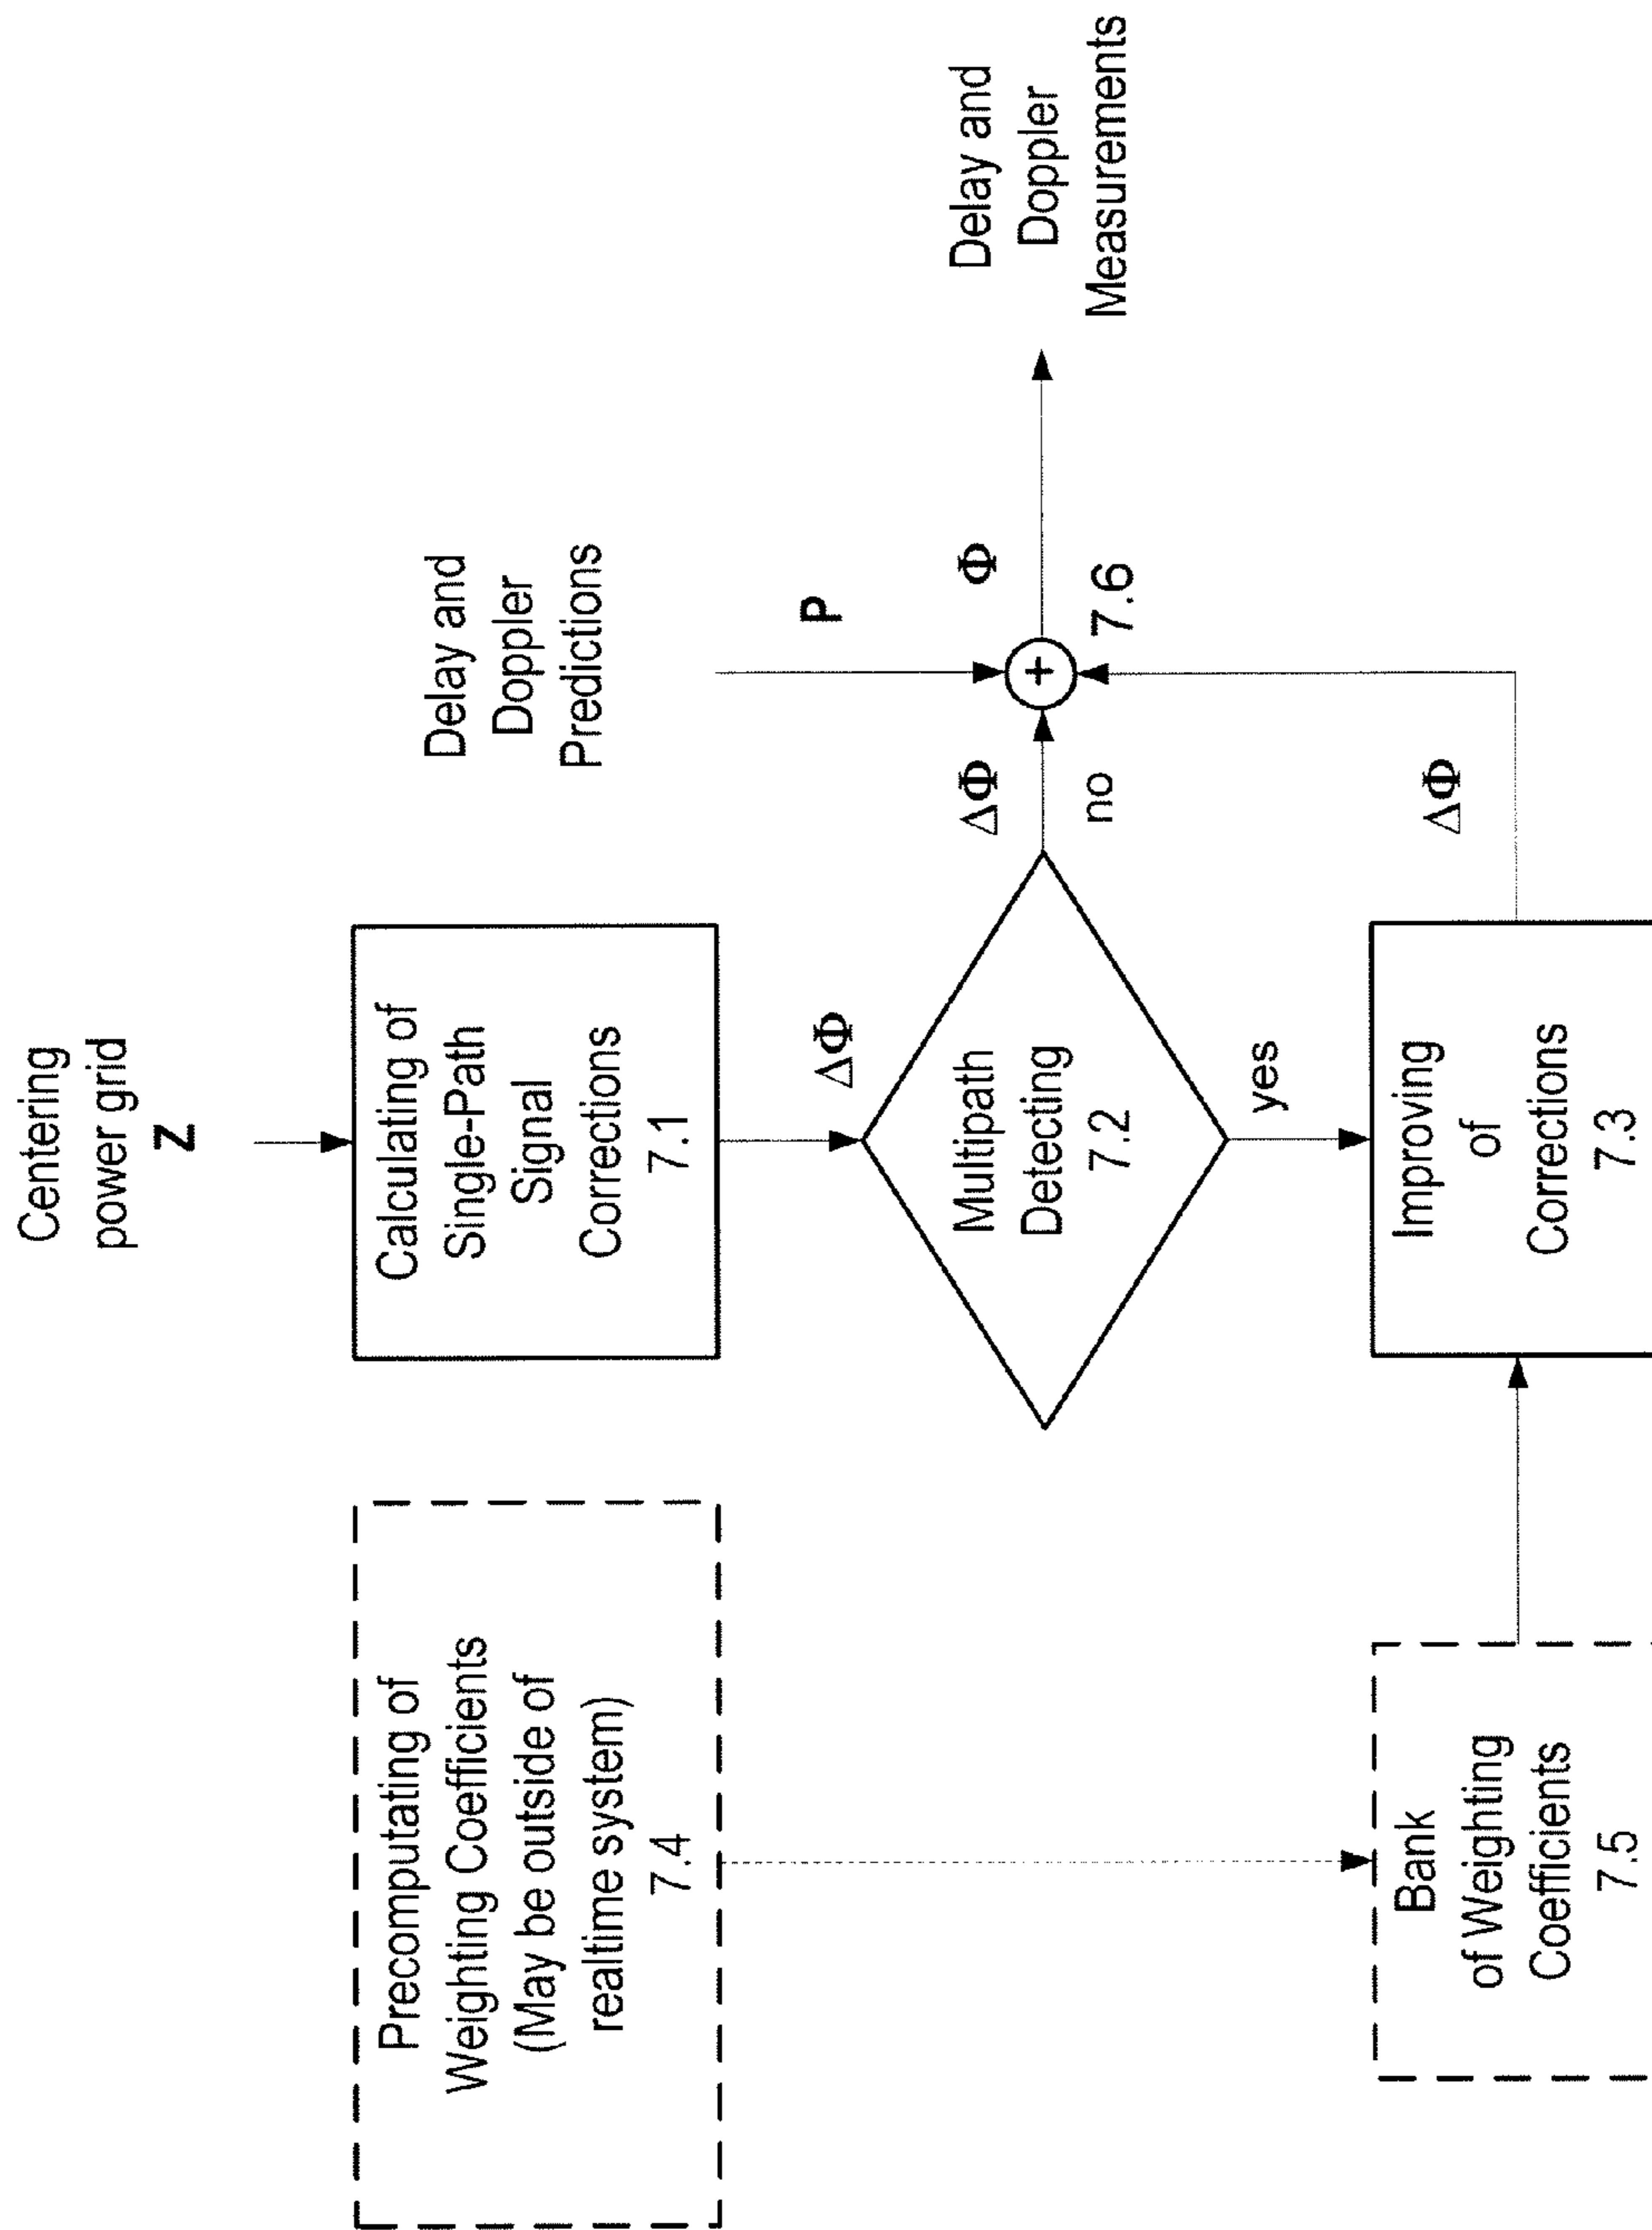 Centering
power grid
Z
Delay and
Doppler
Predictions
P
Precomputating of
Weighting Coefficients
(May be outside of
realtime system)
7.4
Calculating of
Single-Path
Signal
Corrections
7.1
ΔΦ
Multipath
Detecting
7.2
ΔΦ
no
yes
Φ
7.6
Delay and
Doppler
Measurements
Bank
of Weighting
Coefficients
7.5
Improving
of
Corrections
7.3
ΔΦ